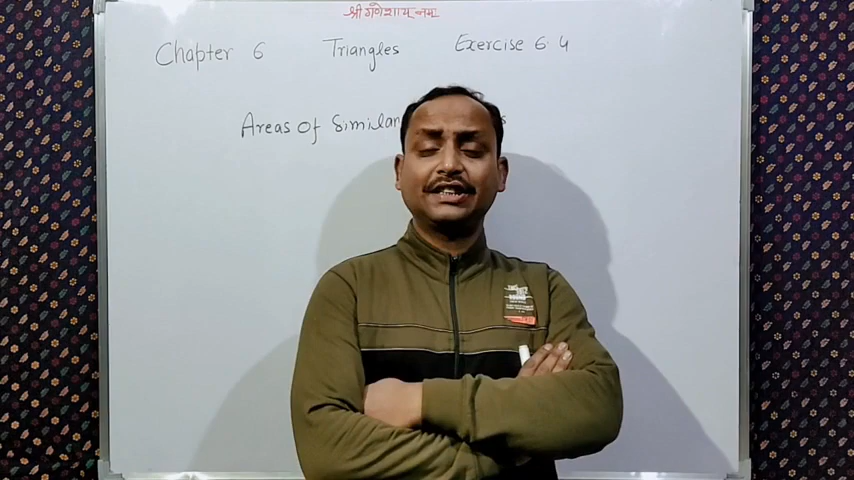 श्री गणेशाय नमः
Chapter 6 Triangles Exercise 6.4
Areas of Similar